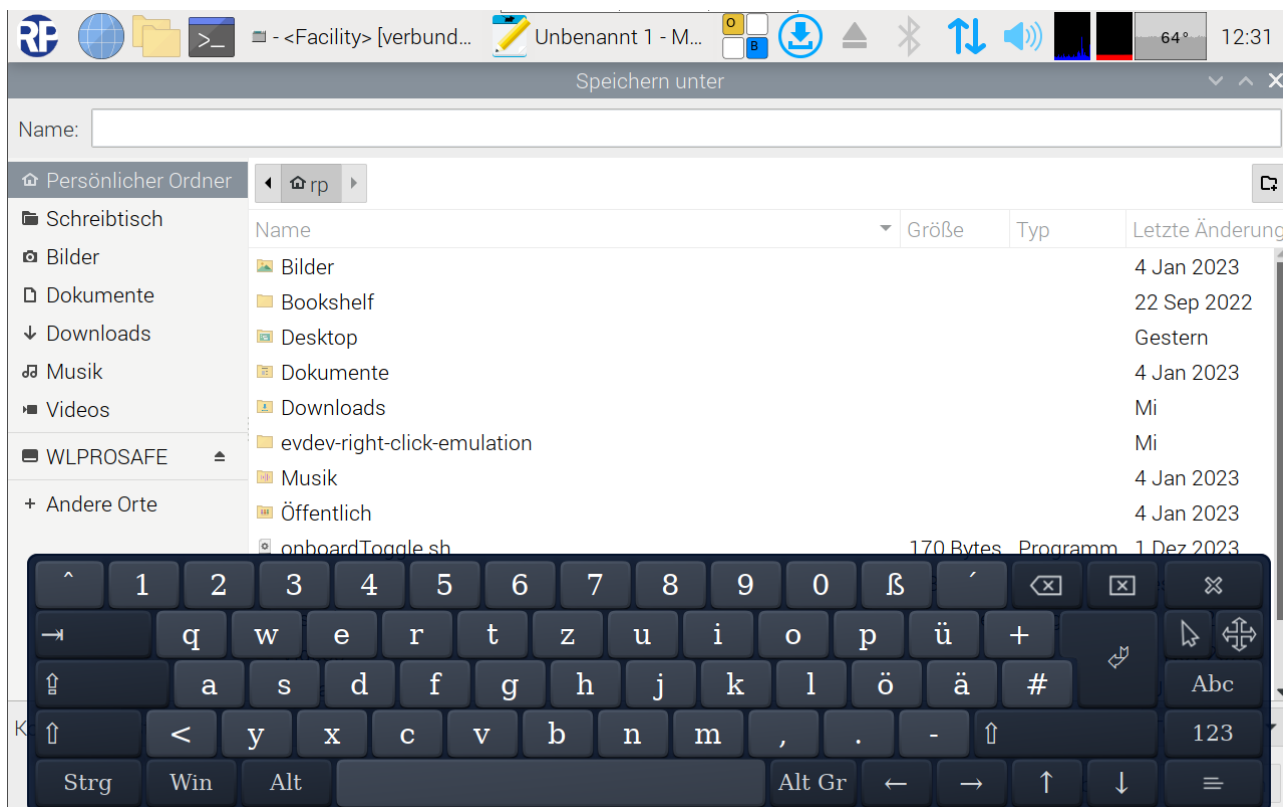 RF >_ - <Facility> [verbund... Unbenannt 1 - M... O B 64° 12:31
Speichern unter
Name:
Persönlicher Ordner rp
Schreibtisch Name Größe Typ Letzte Änderung
Bilder Bilder 4 Jan 2023
Dokumente Bookshelf 22 Sep 2022
Downloads Desktop Gestern
Musik Dokumente 4 Jan 2023
Videos Downloads Mi
WLPROSAFE evdev-right-click-emulation Mi
Musik 4 Jan 2023
+ Andere Orte Öffentlich 4 Jan 2023
onboardToggle.sh 170 Bytes Programm 1 Dez 2023
^ 1 2 3 4 5 6 7 8 9 0 ß ´
q w e r t z u i o p ü +
a s d f g h j k l ö ä # Abc
K < y x c v b n m , . - 123
Strg Win Alt Alt Gr ← → ↑ ↓